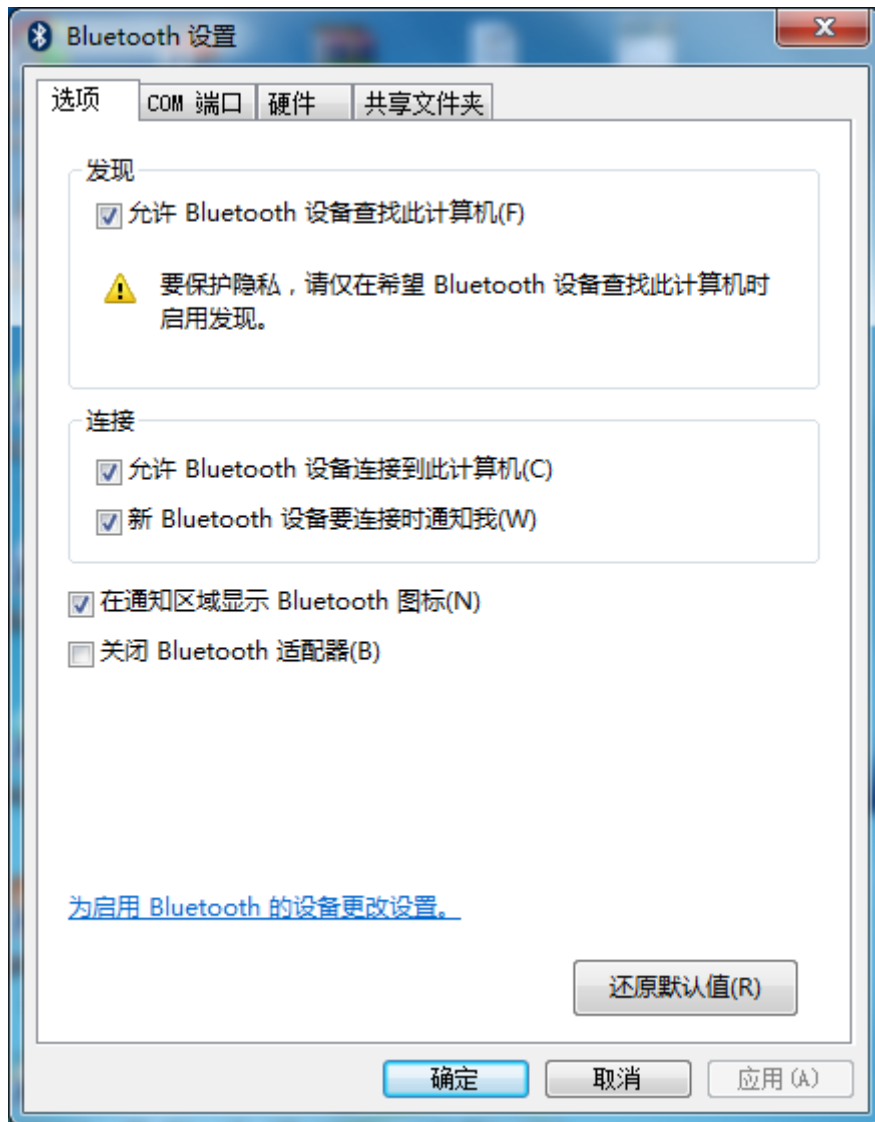 Bluetooth 设置
选项
COM 端口
硬件
共享文件夹
发现
允许 Bluetooth 设备查找此计算机(F)
要保护隐私，请仅在希望 Bluetooth 设备查找此计算机时
启用发现。
连接
允许 Bluetooth 设备连接到此计算机(C)
新 Bluetooth 设备要连接时通知我(W)
在通知区域显示 Bluetooth 图标(N)
关闭 Bluetooth 适配器(B)
为启用 Bluetooth 的设备更改设置。
还原默认值(R)
确定
取消
应用(A)